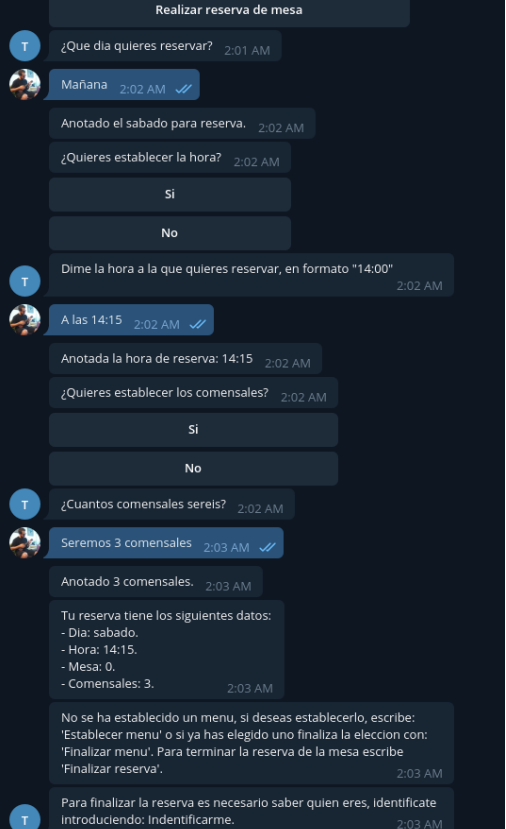 Realizar reserva de mesa
¿Que dia quieres reservar? 2:01 AM
T
Mañana 2:02 AM
Anotado el sabado para reserva. 2:02 AM
¿Quieres establecer la hora? 2:02 AM
Si
No
Dime la hora a la que quieres reservar, en formato "14:00"
2:02 AM
T
A las 14:15 2:02 AM
Anotada la hora de reserva: 14:15 2:02 AM
¿Quieres establecer los comensales? 2:02 AM
Si
No
¿Cuantos comensales sereis? 2:02 AM
T
Seremos 3 comensales 2:03 AM
Anotado 3 comensales. 2:03 AM
Tu reserva tiene los siguientes datos:
- Dia: sabado.
- Hora: 14:15.
- Mesa: 0.
- Comensales: 3.
2:03 AM
No se ha establecido un menu, si deseas establecerlo, escribe:
'Establecer menu' o si ya has elegido uno finaliza la eleccion con:
'Finalizar menu'. Para terminar la reserva de la mesa escribe
'Finalizar reserva'.
2:03 AM
Para finalizar la reserva es necesario saber quien eres, identificate
introduciendo: Indentificarme.
2:03 AM
T